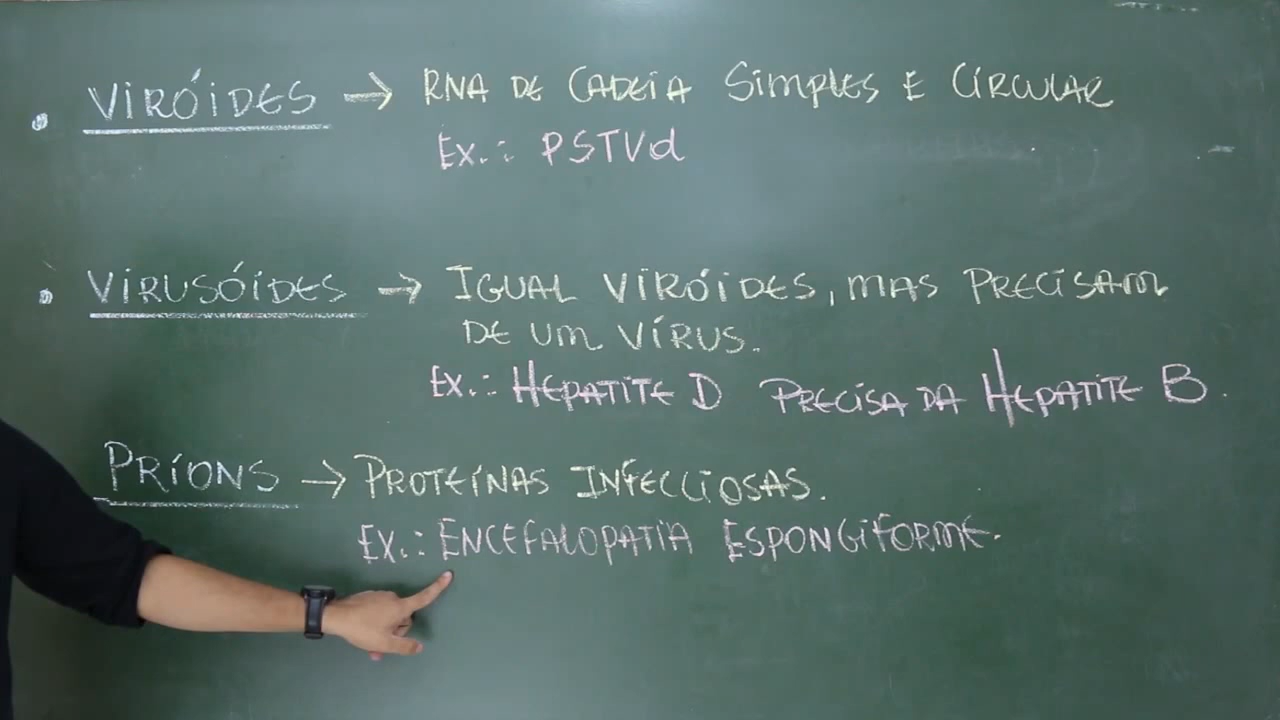 • VIRÓIDES → RNA DE CADEIA SIMPLES E CÍRCULAR
Ex.: PSTVd
• VIRUSÓIDES → IGUAL VIRÓIDES, MAS PRECISAM
DE UM VÍRUS.
Ex.: HEPATITE D PRECISA DA HEPATITE B.
PRÍONS → PROTEÍNAS INFECCIOSAS.
Ex.: ENCEFALOPATIA ESPONGIFORME.